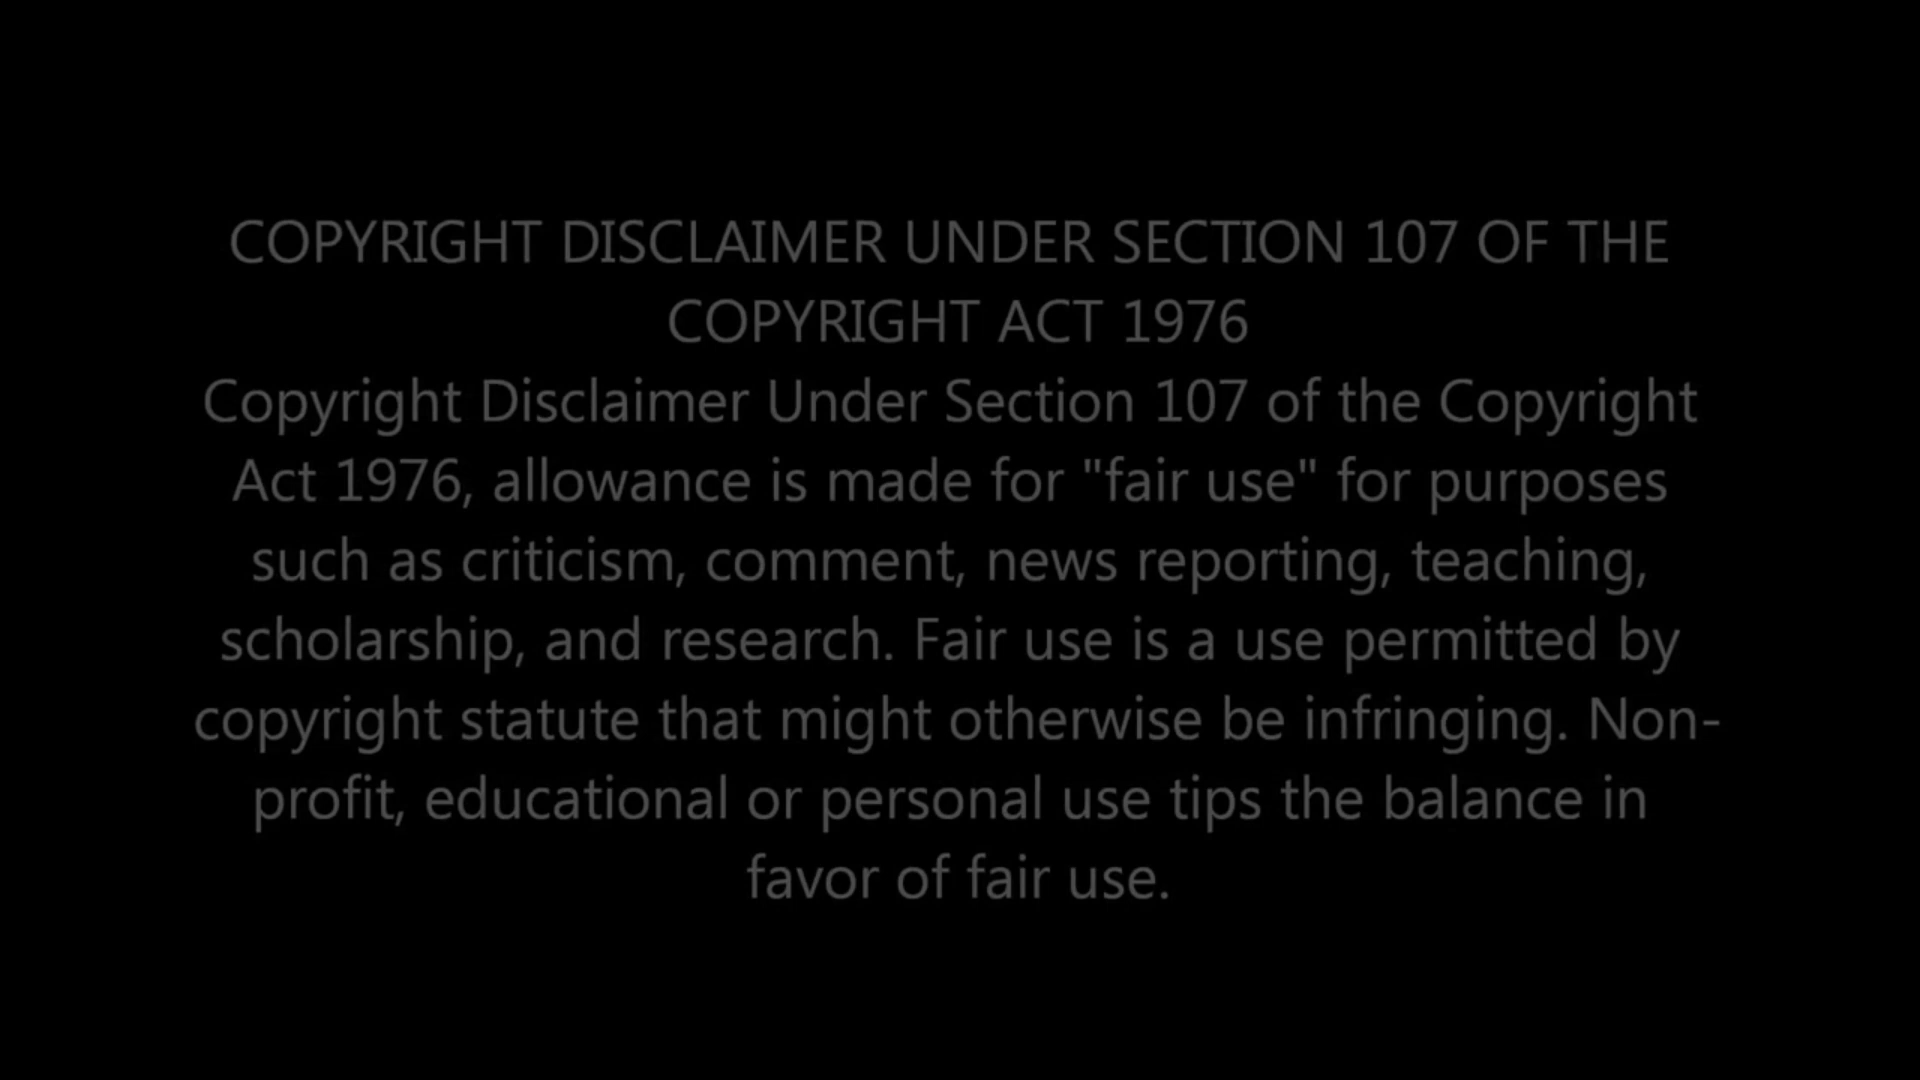 COPYRIGHT DISCLAIMER UNDER SECTION 107 OF THE
COPYRIGHT ACT 1976
Copyright Disclaimer Under Section 107 of the Copyright
Act 1976, allowance is made for "fair use" for purposes
such as criticism, comment, news reporting, teaching,
scholarship, and research. Fair use is a use permitted by
copyright statute that might otherwise be infringing. Non-
profit, educational or personal use tips the balance in
favor of fair use.